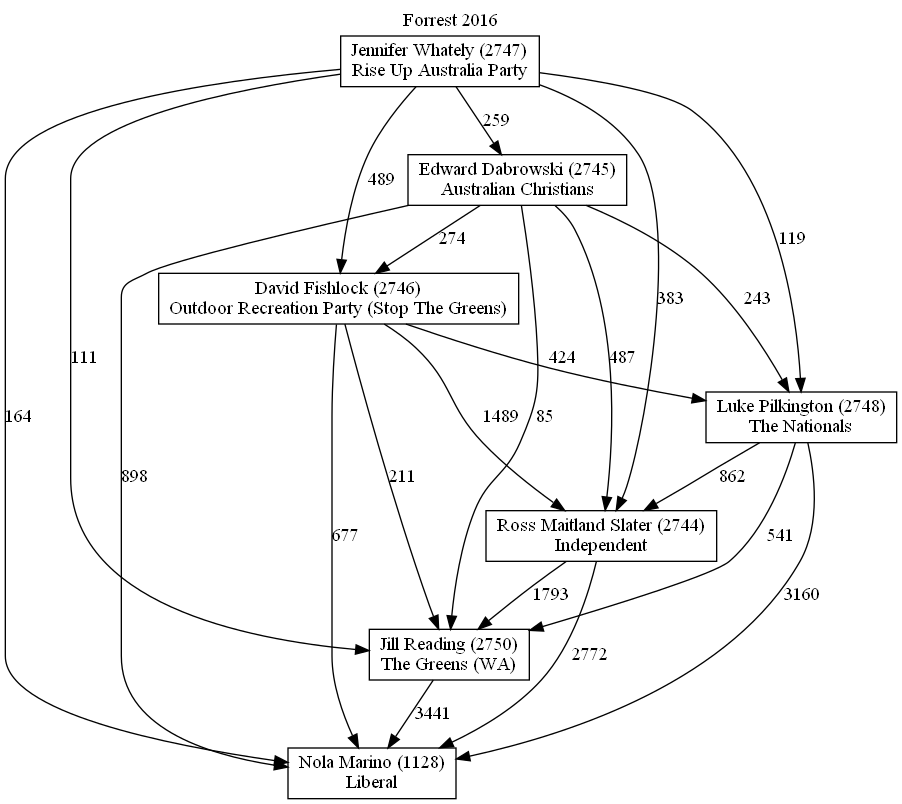 Forrest 2016
Jennifer Whately (2747)
Rise Up Australia Party
259
Edward Dabrowski (2745)
Australian Christians
489
274
119
243
383
David Fishlock (2746)
Outdoor Recreation Party (Stop The Greens)
111
424
487
164
1489
85
Luke Pilkington (2748)
The Nationals
898
211
862
Ross Maitland Slater (2744)
Independent
677
541
1793
3160
Jill Reading (2750)
The Greens (WA)
2772
3441
Nola Marino (1128)
Liberal